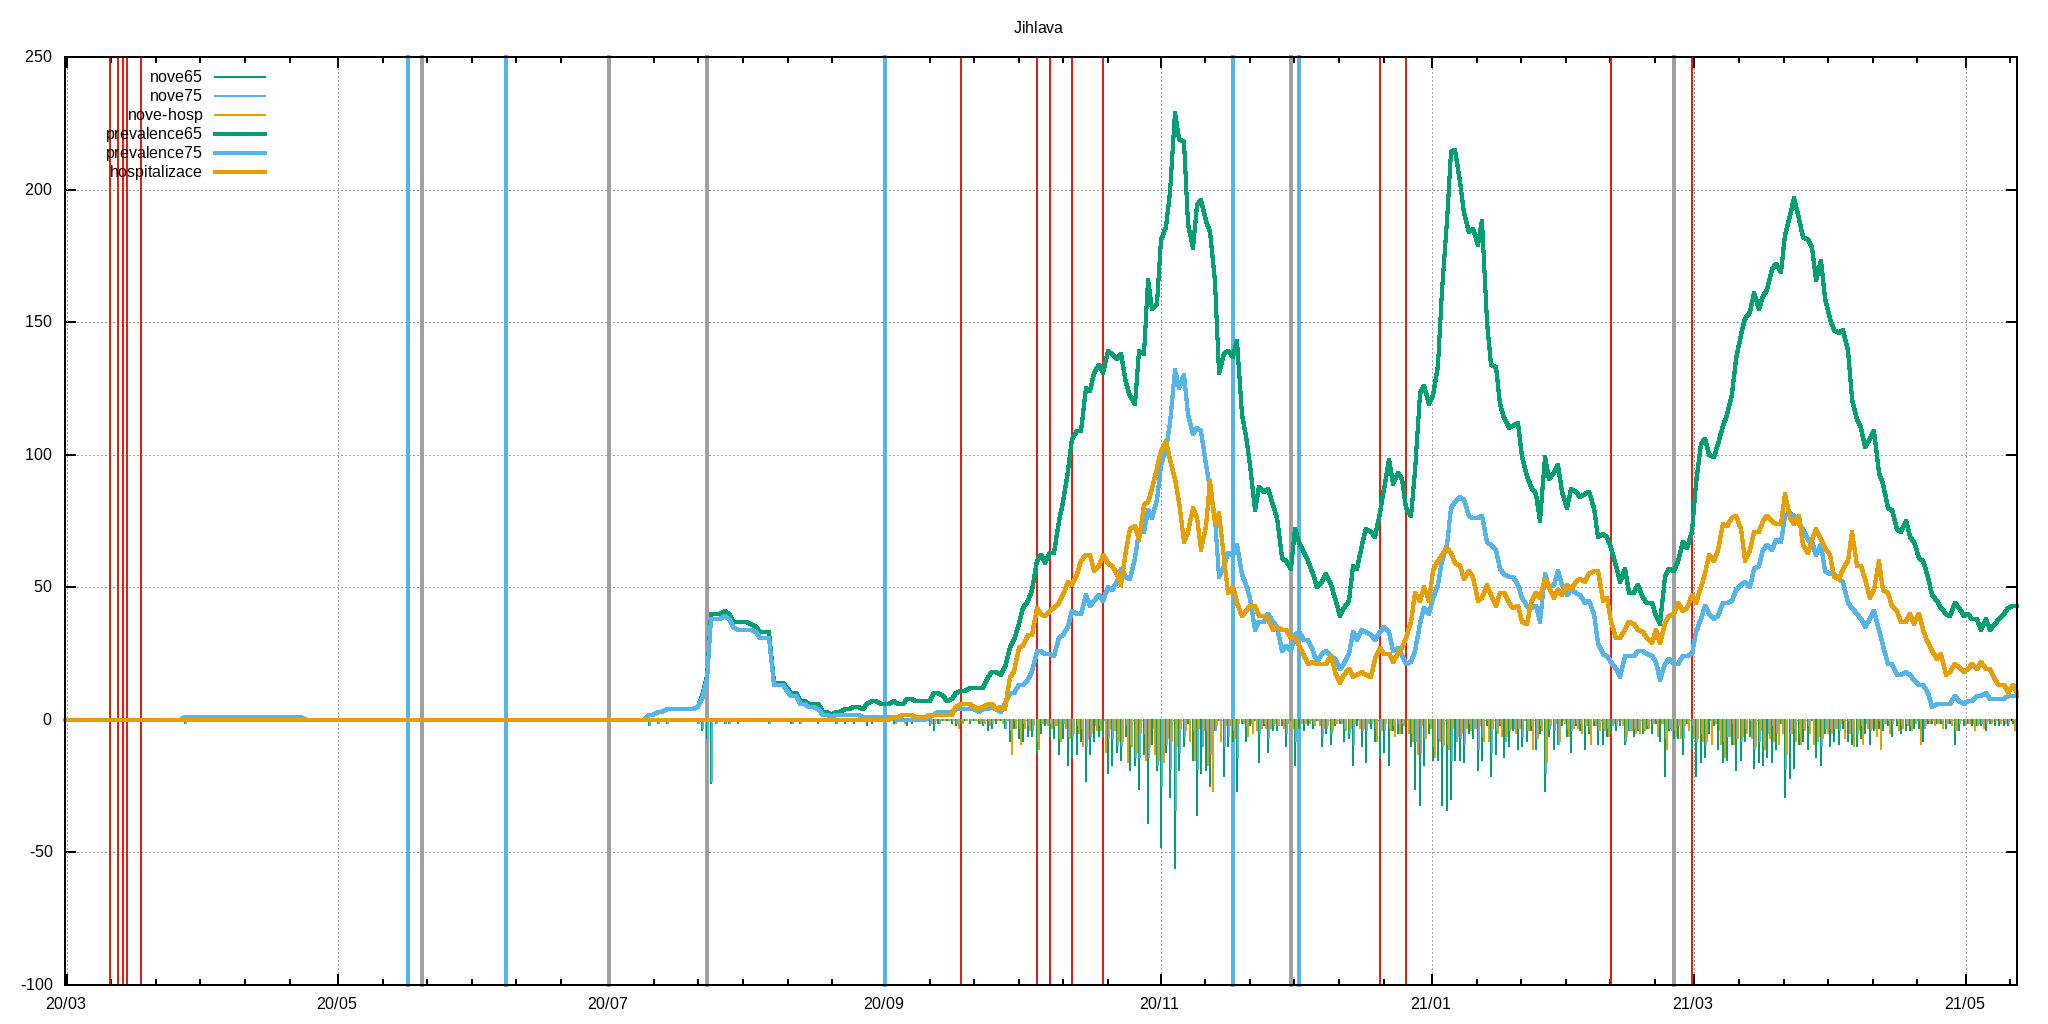 Jihlava
250
200
150
100
50
0
-50
-100
nove65
nove75
nove-hosp
prevalence65
prevalence75
hospitalizace
20/03 20/05 20/07 20/09 20/11 21/01 21/03 21/05